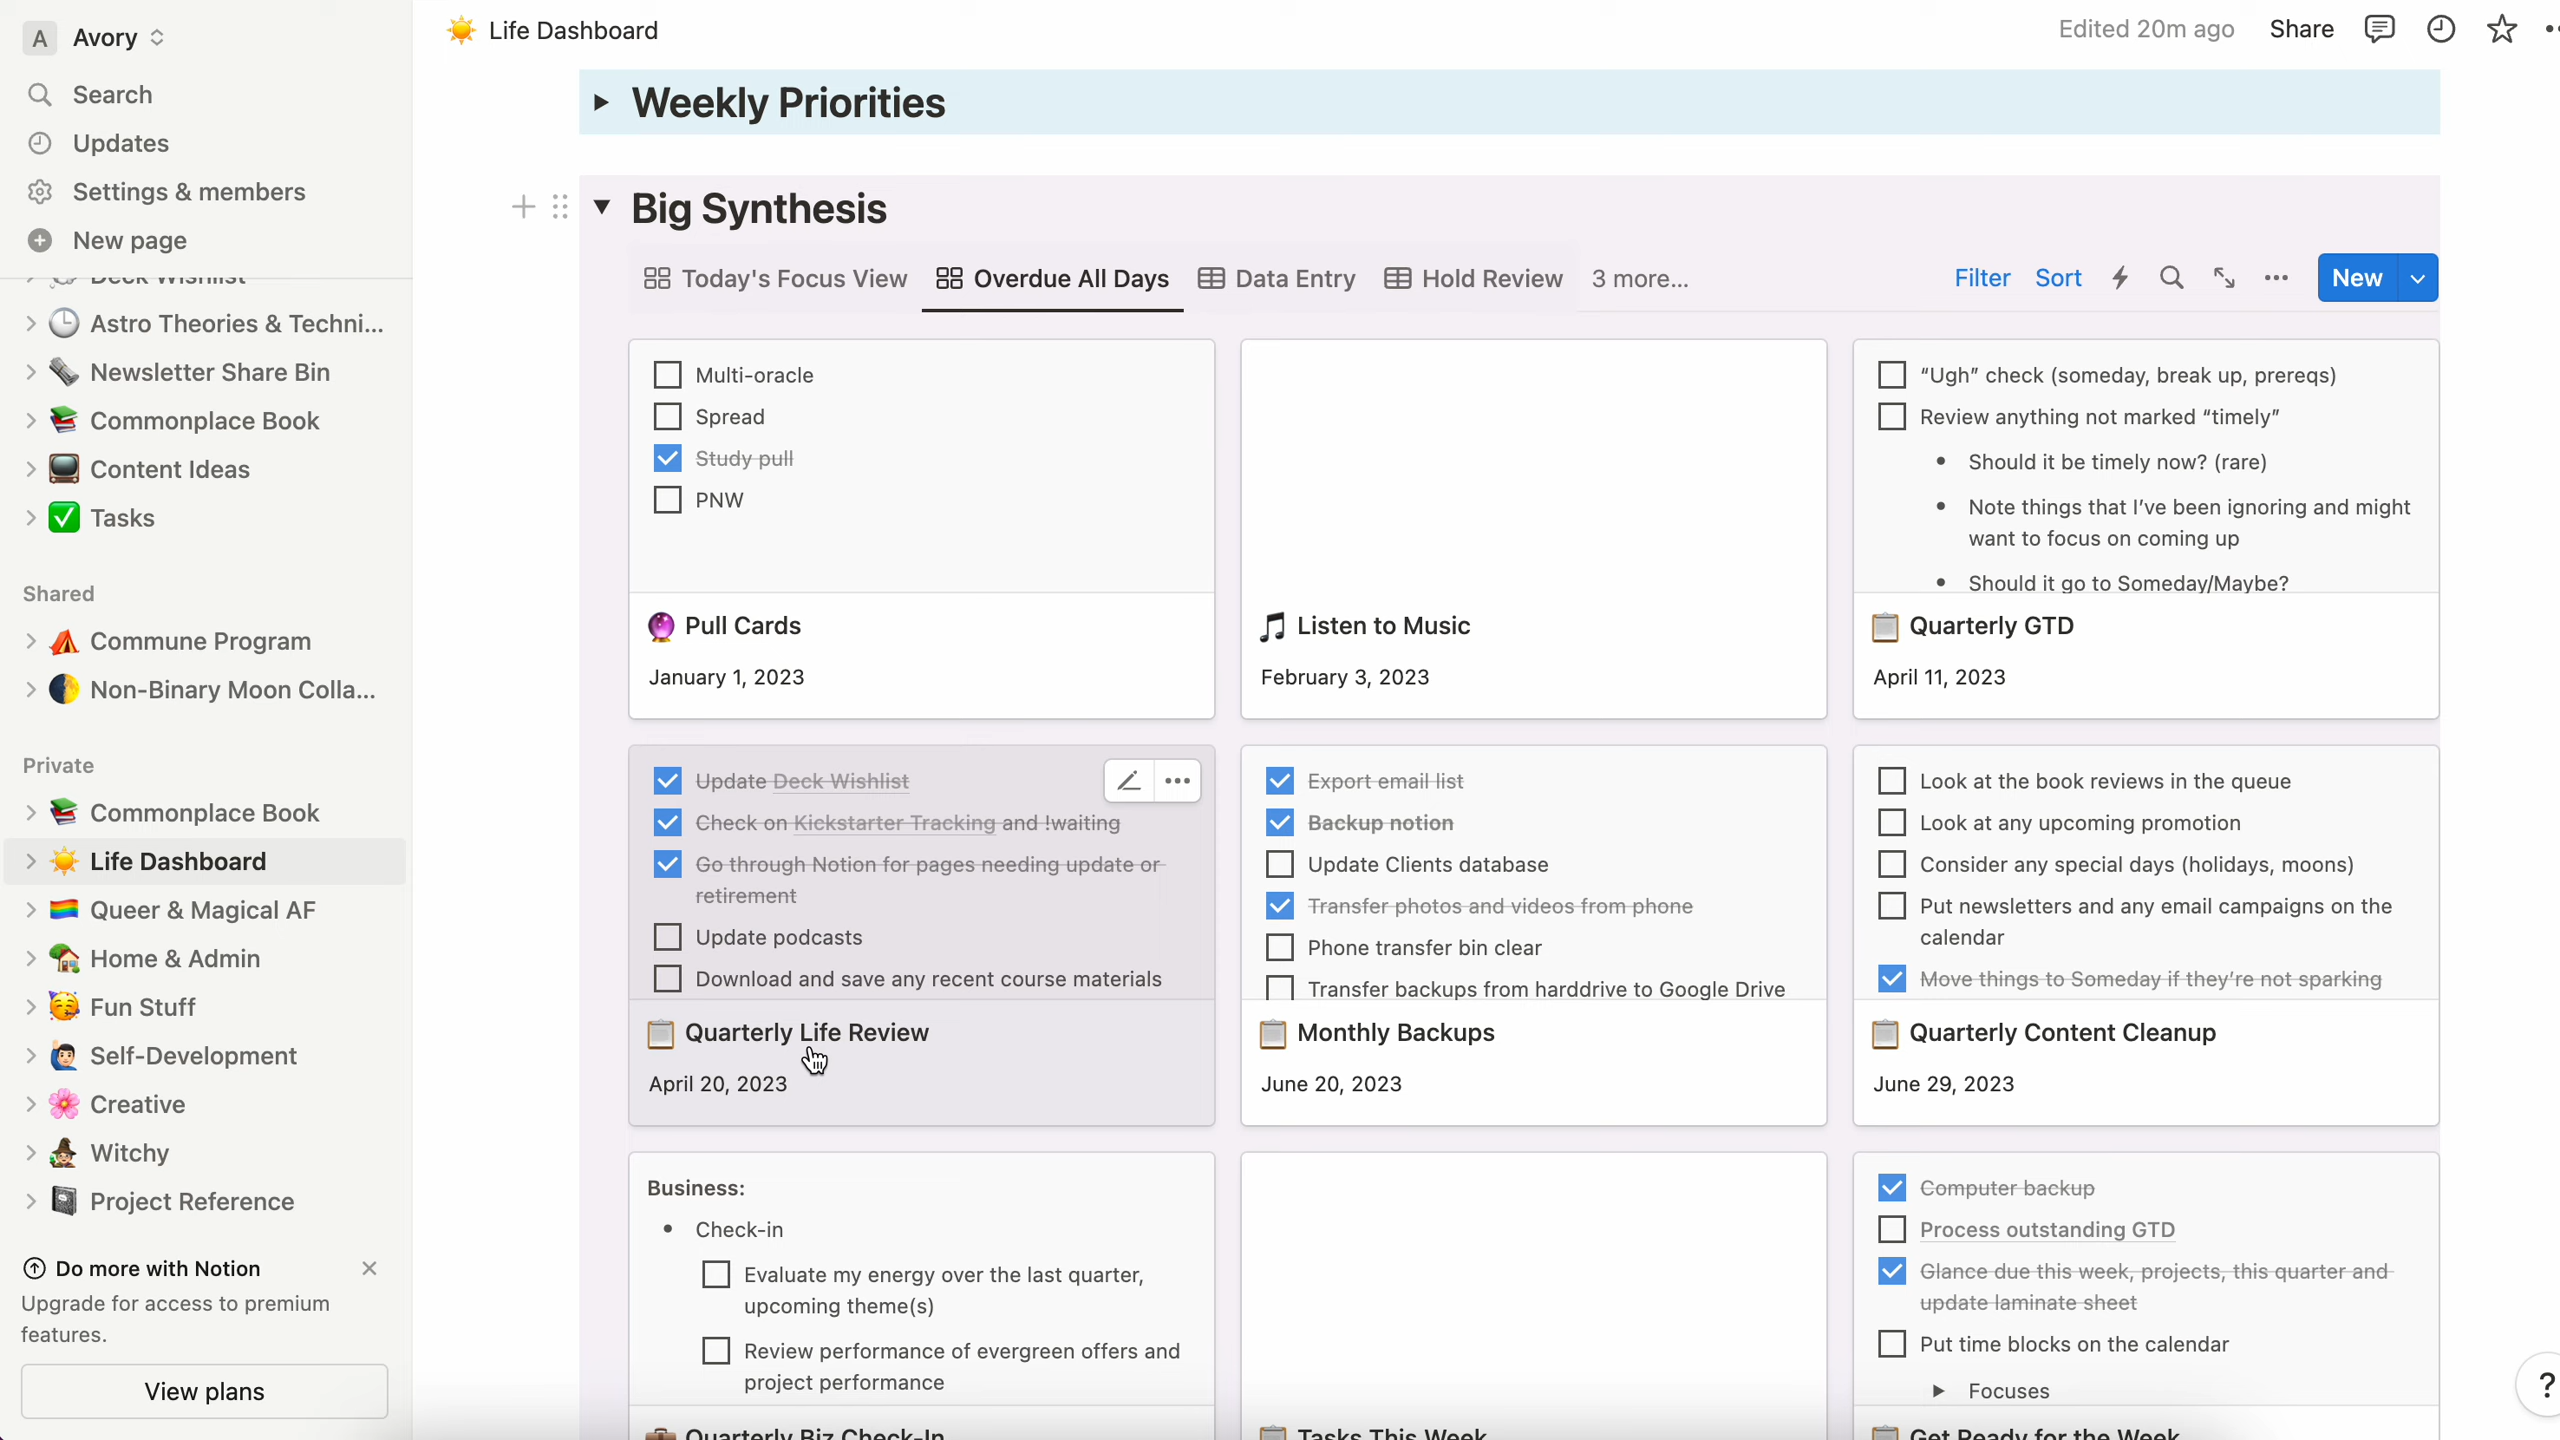 A Avory
Search
Updates
Settings & members
New page
Deck Wishlist
Astro Theories & Techni...
Newsletter Share Bin
Commonplace Book
Content Ideas
Tasks
Shared
Commune Program
Non-Binary Moon Colla...
Private
Commonplace Book
Life Dashboard
Queer & Magical AF
Home & Admin
Fun Stuff
Self-Development
Creative
Witchy
Project Reference
Do more with Notion
Upgrade for access to premium
features.
View plans
Life Dashboard
Edited 20m ago Share
Weekly Priorities
Big Synthesis
Today's Focus View Overdue All Days Data Entry Hold Review 3 more...
Filter Sort New
Multi-oracle
Spread
Study pull
PNW
Pull Cards
January 1, 2023
Listen to Music
February 3, 2023
“Ugh” check (someday, break up, prereqs)
Review anything not marked “timely”
• Should it be timely now? (rare)
• Note things that I’ve been ignoring and might
want to focus on coming up
• Should it go to Someday/Maybe?
Quarterly GTD
April 11, 2023
Update Deck Wishlist
Check on Kickstarter Tracking and !waiting
Go through Notion for pages needing update or
retirement
Update podcasts
Download and save any recent course materials
Quarterly Life Review
April 20, 2023
Export email list
Backup notion
Update Clients database
Transfer photos and videos from phone
Phone transfer bin clear
Transfer backups from harddrive to Google Drive
Monthly Backups
June 20, 2023
Look at the book reviews in the queue
Look at any upcoming promotion
Consider any special days (holidays, moons)
Put newsletters and any email campaigns on the
calendar
Move things to Someday if they’re not sparking
Quarterly Content Cleanup
June 29, 2023
Business:
• Check-in
Evaluate my energy over the last quarter,
upcoming theme(s)
Review performance of evergreen offers and
project performance
Quarterly Biz Check-In
Tasks This Week
Computer backup
Process outstanding GTD
Glance due this week, projects, this quarter and
update laminate sheet
Put time blocks on the calendar
Focuses
Get Ready for the Week
?